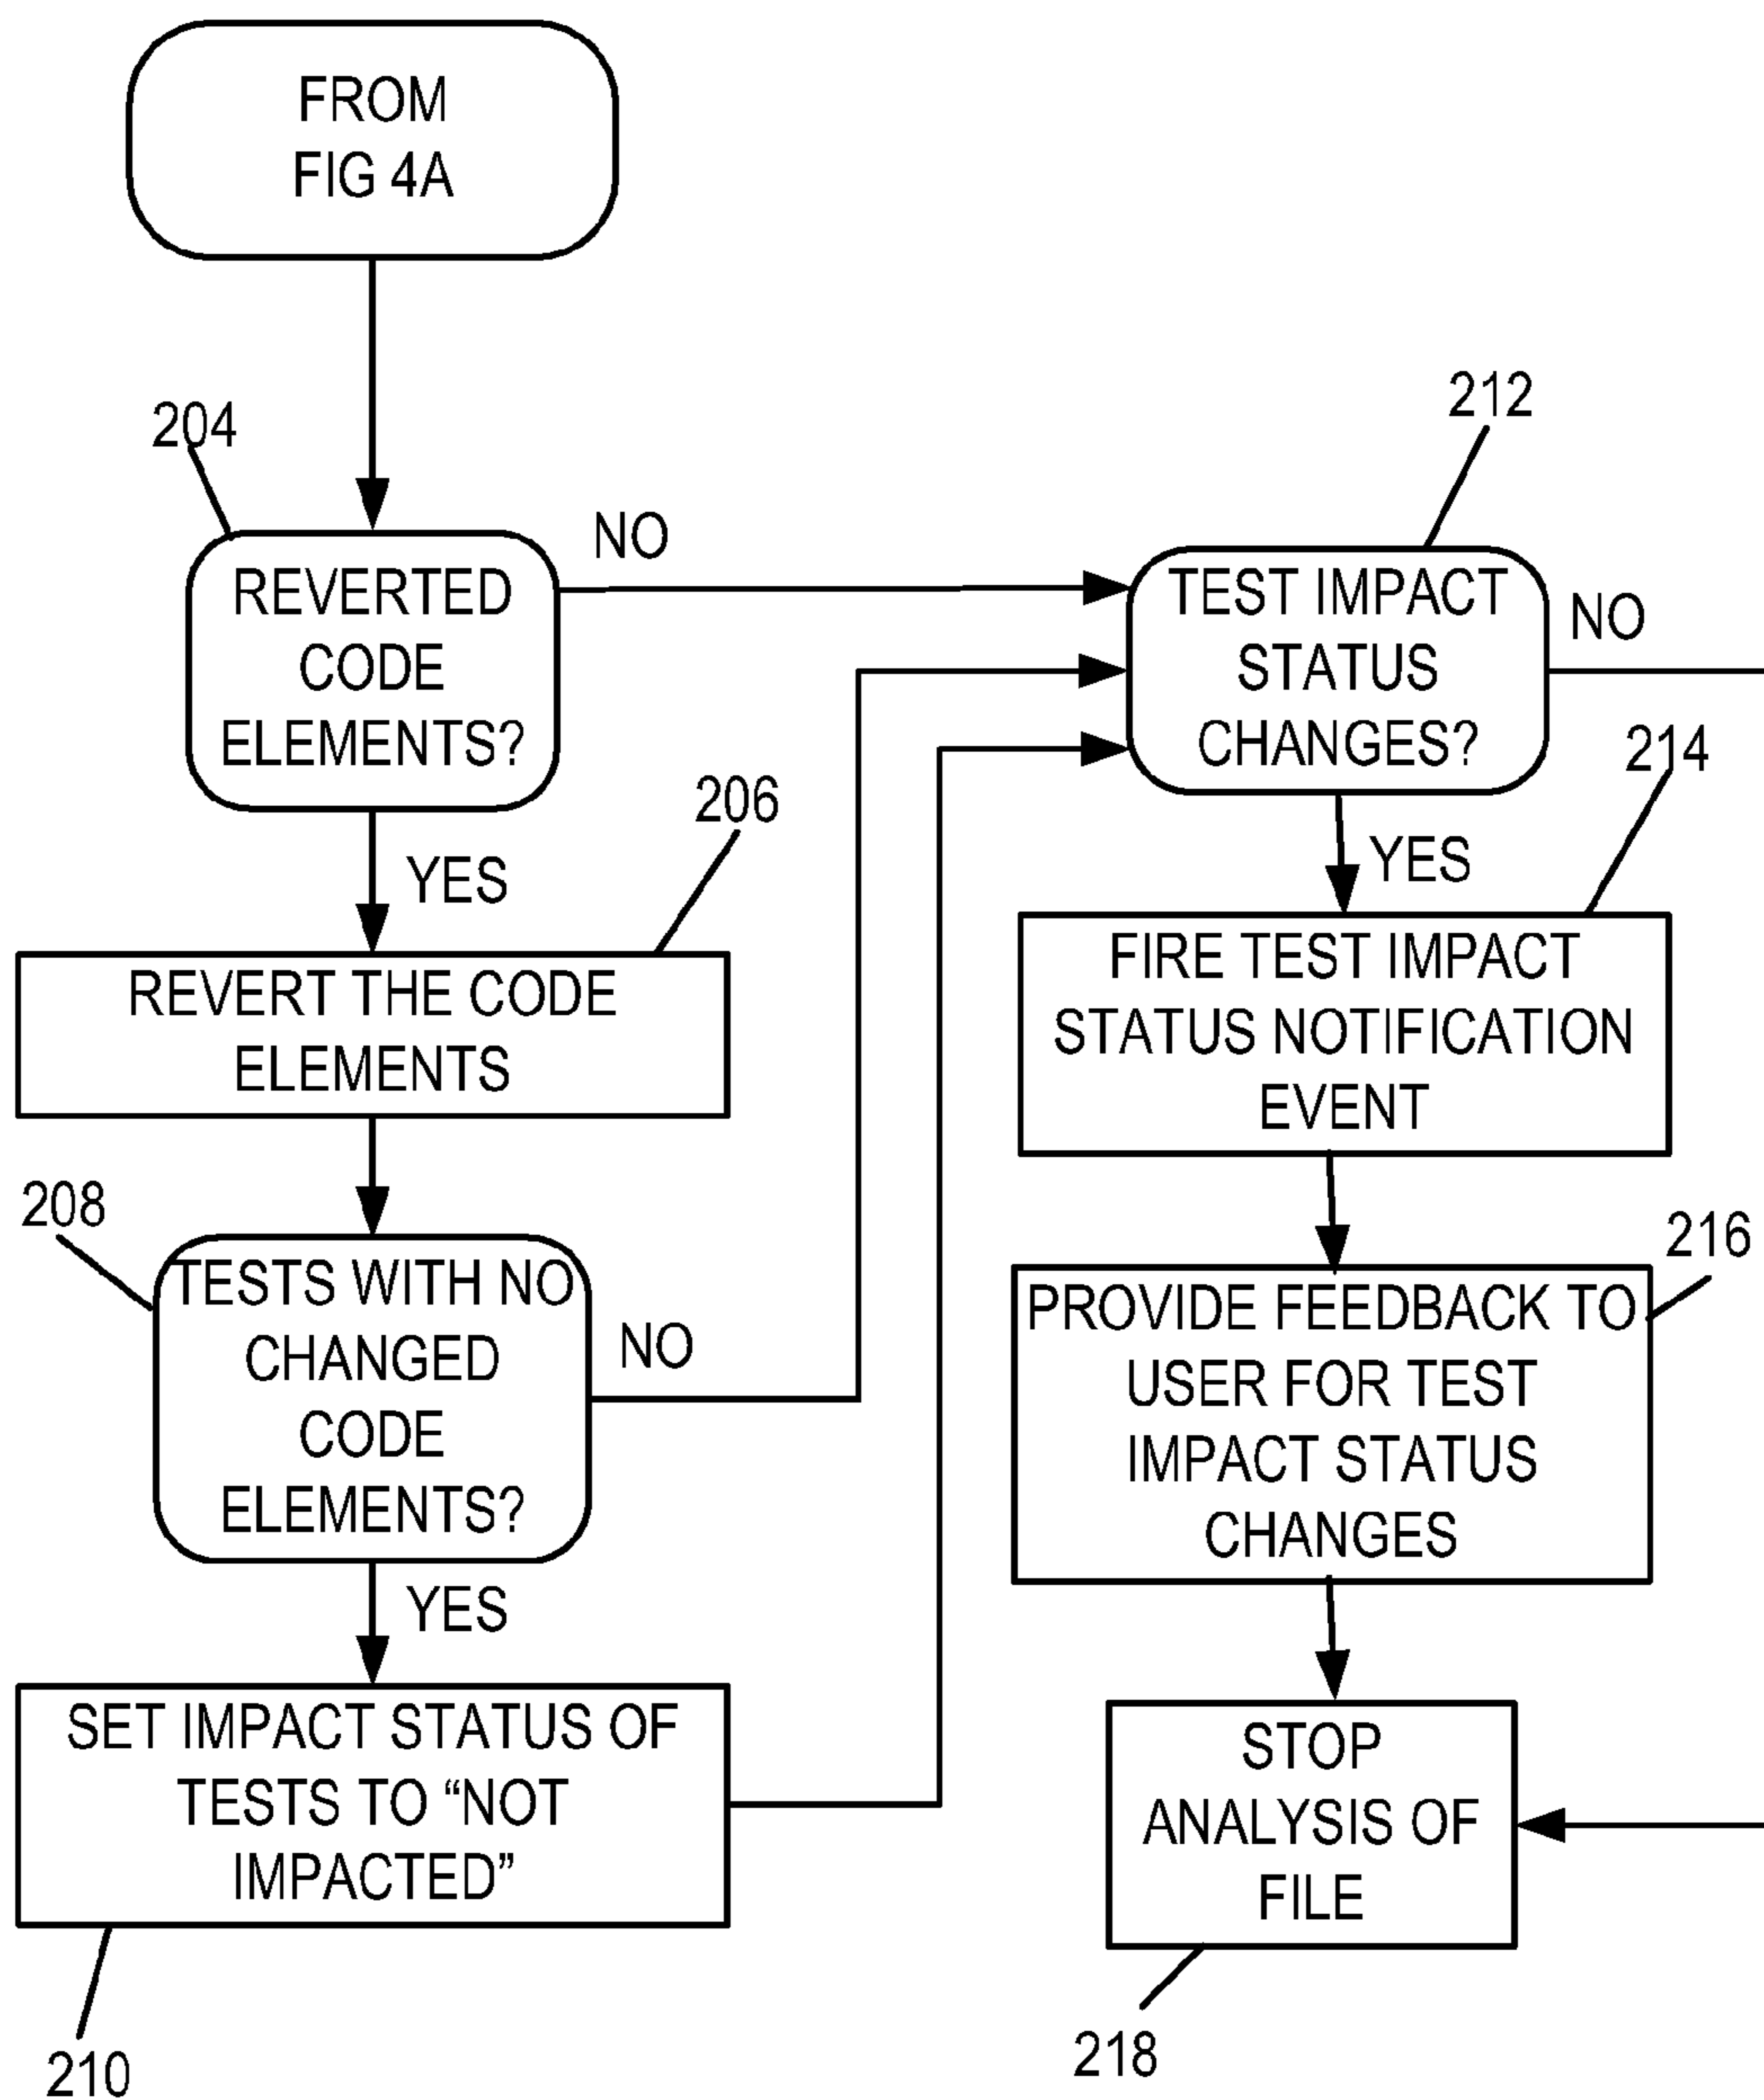 FROM
FIG 4A
204
REVERTED
CODE
ELEMENTS?
NO
YES
206
REVERT THE CODE
ELEMENTS
208
TESTS WITH NO
CHANGED
CODE
ELEMENTS?
NO
YES
SET IMPACT STATUS OF
TESTS TO “NOT
IMPACTED”
210
212
TEST IMPACT
STATUS
CHANGES?
NO
YES
214
FIRE TEST IMPACT
STATUS NOTIFICATION
EVENT
216
PROVIDE FEEDBACK TO
USER FOR TEST
IMPACT STATUS
CHANGES
STOP
ANALYSIS OF
FILE
218